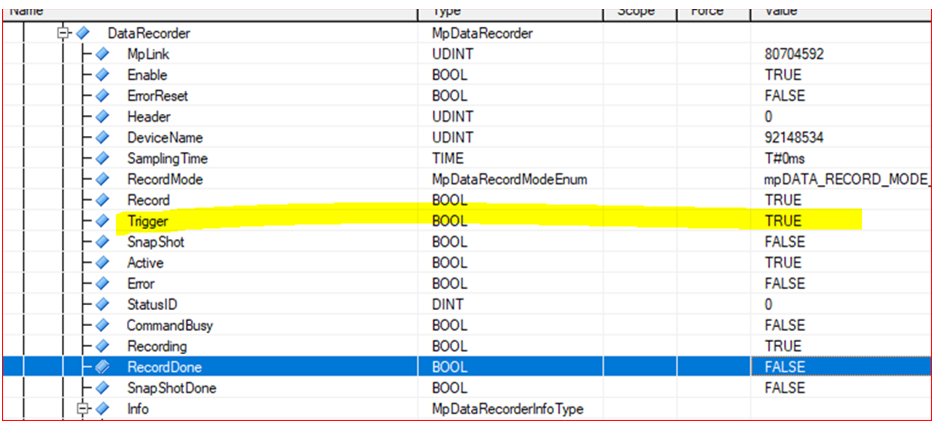 Name Type Scope Force Value
DataRecorder MpDataRecorder
MpLink UDINT 80704592
Enable BOOL TRUE
ErrorReset BOOL FALSE
Header UDINT 0
DeviceName UDINT 92148534
SamplingTime TIME T#0ms
RecordMode MpDataRecordModeEnum mpDATA_RECORD_MODE_
Record BOOL TRUE
Trigger BOOL TRUE
SnapShot BOOL FALSE
Active BOOL TRUE
Error BOOL FALSE
StatusID DINT 0
CommandBusy BOOL FALSE
Recording BOOL TRUE
RecordDone BOOL FALSE
SnapShotDone BOOL FALSE
Info MpDataRecorderInfoType